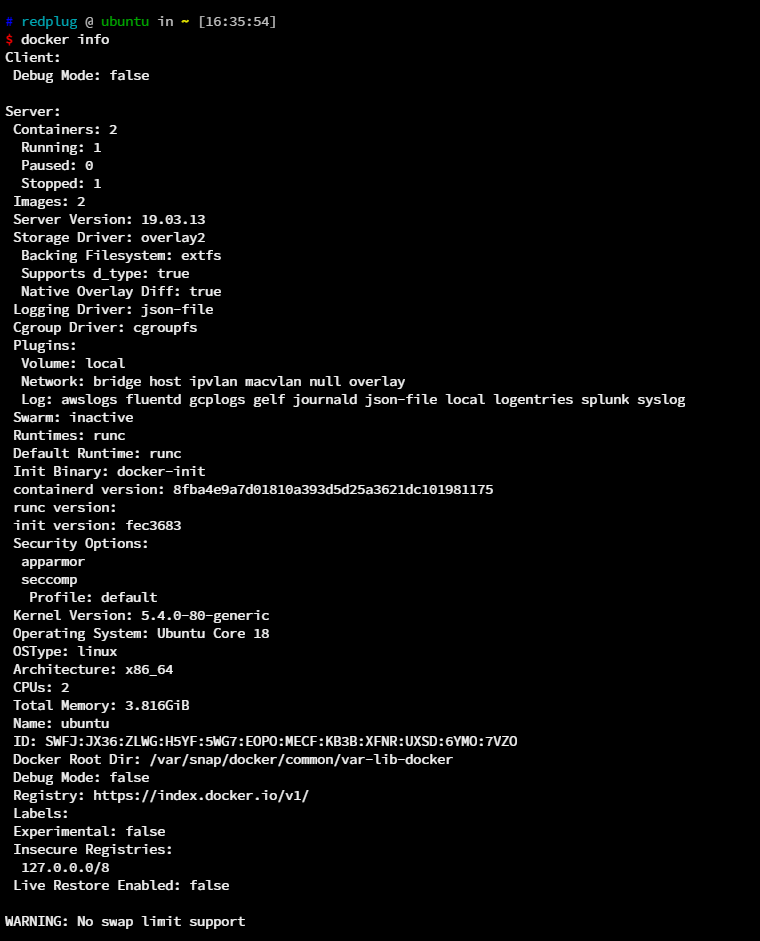 # redplug @ ubuntu in ~ [16:35:54]
$ docker info
Client:
 Debug Mode: false

Server:
 Containers: 2
  Running: 1
  Paused: 0
  Stopped: 1
 Images: 2
 Server Version: 19.03.13
 Storage Driver: overlay2
  Backing Filesystem: extfs
  Supports d_type: true
  Native Overlay Diff: true
 Logging Driver: json-file
 Cgroup Driver: cgroupfs
 Plugins:
  Volume: local
  Network: bridge host ipvlan macvlan null overlay
  Log: awslogs fluentd gcplogs gelf journald json-file local logentries splunk syslog
 Swarm: inactive
 Runtimes: runc
 Default Runtime: runc
 Init Binary: docker-init
 containerd version: 8fba4e9a7d01810a393d5d25a3621dc101981175
 runc version:
 init version: fec3683
 Security Options:
  apparmor
  seccomp
   Profile: default
 Kernel Version: 5.4.0-80-generic
 Operating System: Ubuntu Core 18
 OSType: linux
 Architecture: x86_64
 CPUs: 2
 Total Memory: 3.816GiB
 Name: ubuntu
 ID: SWFJ:JX36:ZLWG:H5YF:5WG7:EOPO:MECF:KB3B:XFNR:UXSD:6YMO:7VZO
 Docker Root Dir: /var/snap/docker/common/var-lib-docker
 Debug Mode: false
 Registry: https://index.docker.io/v1/
 Labels:
 Experimental: false
 Insecure Registries:
  127.0.0.0/8
 Live Restore Enabled: false

WARNING: No swap limit support